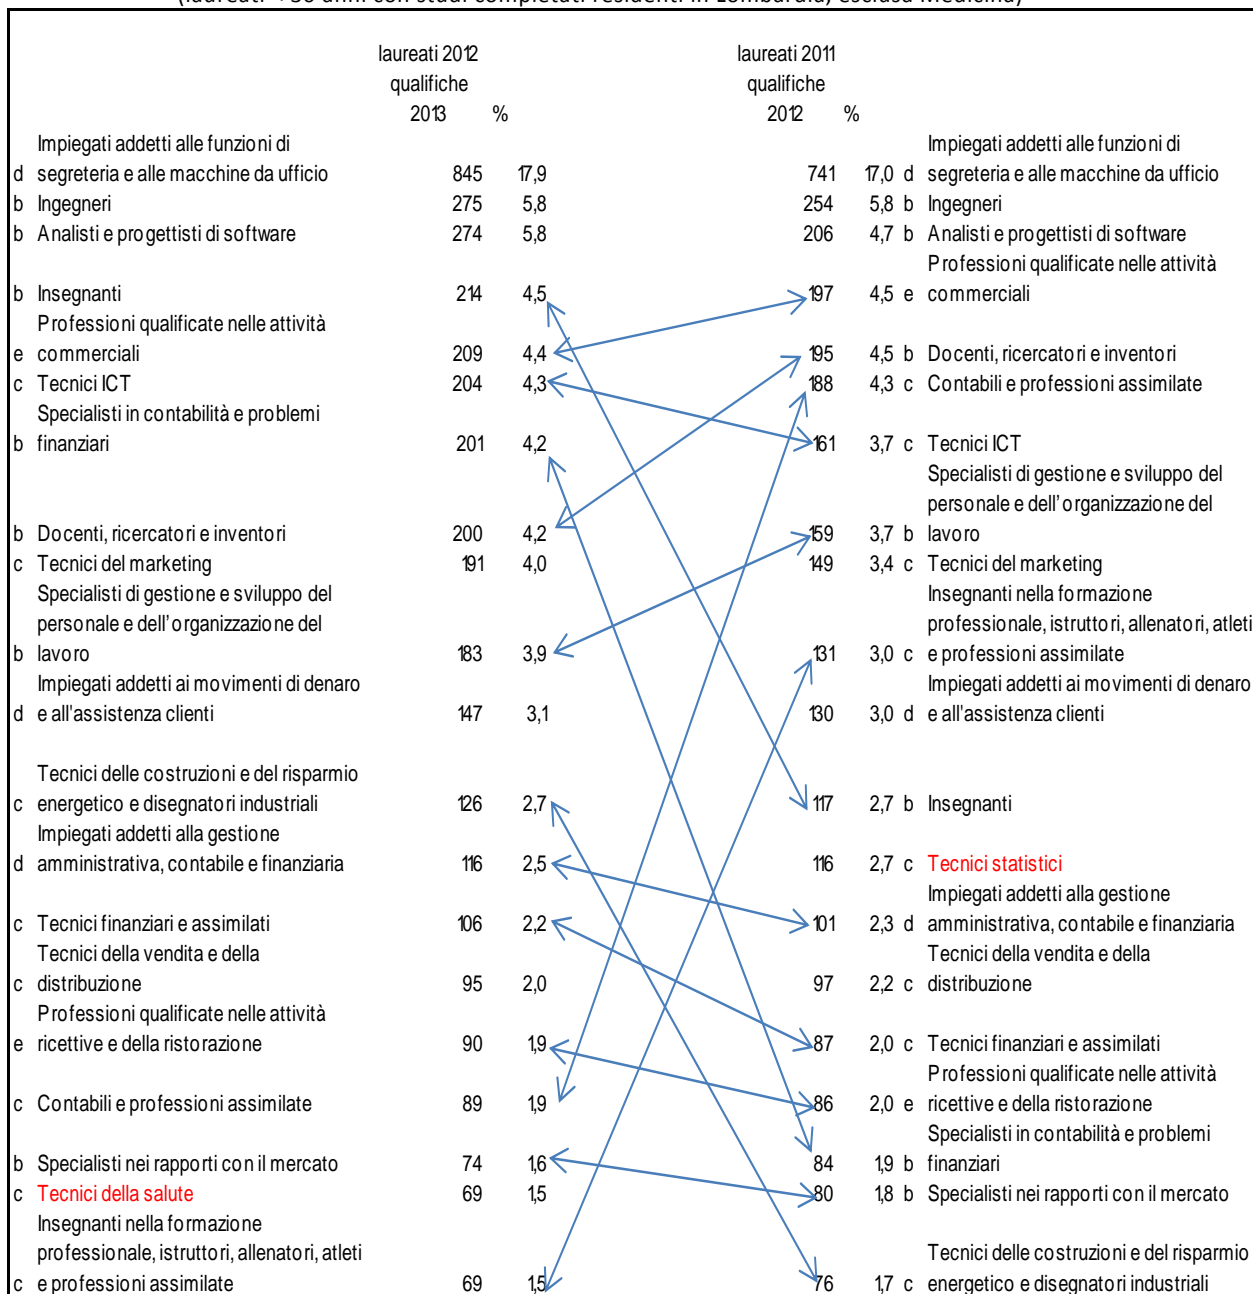 (laureati <30 anni con studi completati residenti in Lombardia, esclusa Medicina)
laureati 2012 laureati 2011
qualifiche qualifiche
2013 % 2012 %
Impiegati addetti alle funzioni di Impiegati addetti alle funzioni di
d segreteria e alle macchine da ufficio 845 17,9 741 17,0 d segreteria e alle macchine da ufficio
b Ingegneri 275 5,8 254 5,8 b Ingegneri
b Analisti e progettisti di software 274 5,8 206 4,7 b Analisti e progettisti di software
Professioni qualificate nelle attività
b Insegnanti 214 4,5 197 4,5 e commerciali
Professioni qualificate nelle attività
e commerciali 209 4,4 195 4,5 b Docenti, ricercatori e inventori
c Tecnici ICT 204 4,3 188 4,3 c Contabili e professioni assimilate
Specialisti in contabilità e problemi
b finanziari 201 4,2 161 3,7 c Tecnici ICT
Specialisti di gestione e sviluppo del
personale e dell'organizzazione del
b Docenti, ricercatori e inventori 200 4,2 159 3,7 b lavoro
c Tecnici del marketing 191 4,0 149 3,4 c Tecnici del marketing
Specialisti di gestione e sviluppo del Insegnanti nella formazione
personale e dell'organizzazione del professionale, istruttori, allenatori, atleti
b lavoro 183 3,9 131 3,0 c e professioni assimilate
Impiegati addetti ai movimenti di denaro Impiegati addetti ai movimenti di denaro
d e all'assistenza clienti 147 3,1 130 3,0 d e all'assistenza clienti
Tecnici delle costruzioni e del risparmio
c energetico e disegnatori industriali 126 2,7 117 2,7 b Insegnanti
Impiegati addetti alla gestione
d amministrativa, contabile e finanziaria 116 2,5 116 2,7 c Tecnici statistici
Impiegati addetti alla gestione
c Tecnici finanziari e assimilati 106 2,2 101 2,3 d amministrativa, contabile e finanziaria
Tecnici della vendita e della Tecnici della vendita e della
c distribuzione 95 2,0 97 2,2 c distribuzione
Professioni qualificate nelle attività
e ricettive e della ristorazione 90 1,9 87 2,0 c Tecnici finanziari e assimilati
Professioni qualificate nelle attività
c Contabili e professioni assimilate 89 1,9 86 2,0 e ricettive e della ristorazione
Specialisti in contabilità e problemi
b Specialisti nei rapporti con il mercato 74 1,6 84 1,9 b finanziari
c Tecnici della salute 69 1,5 80 1,8 b Specialisti nei rapporti con il mercato
Insegnanti nella formazione
professionale, istruttori, allenatori, atleti Tecnici delle costruzioni e del risparmio
c e professioni assimilate 69 1,5 76 1,7 c energetico e disegnatori industriali